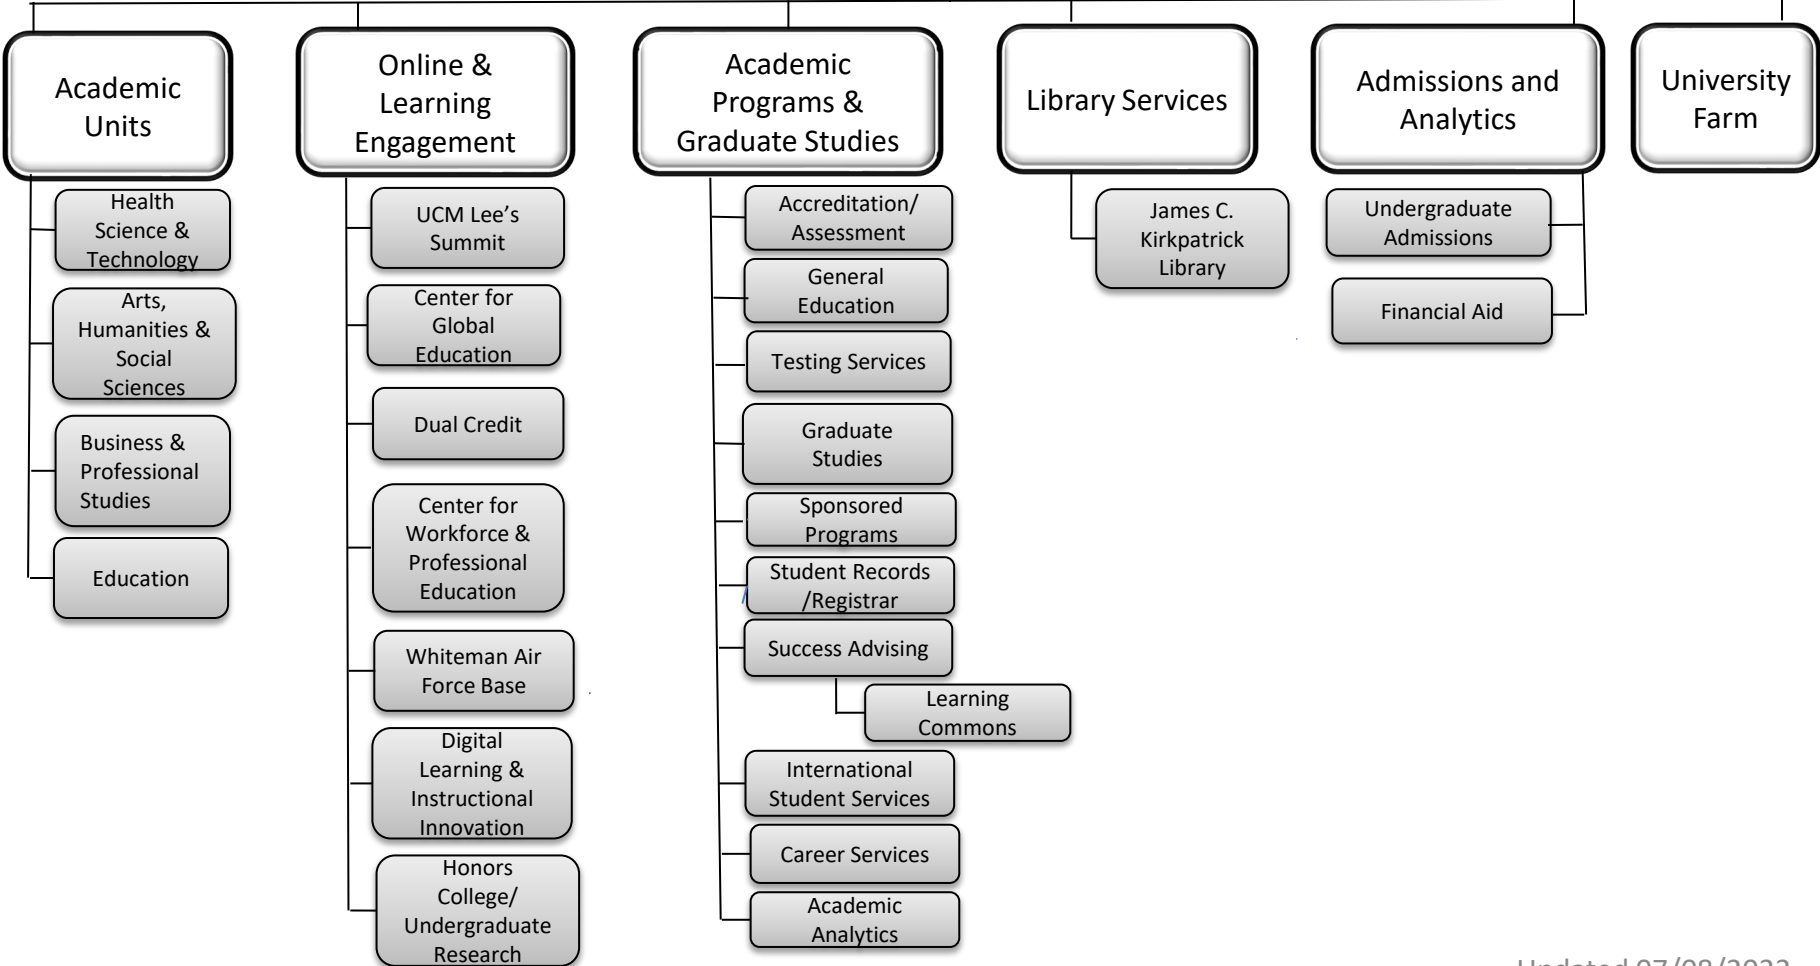 Academic
Units
Health
Science &
Technology
Arts,
Humanities &
Social
Sciences
Business &
Professional
Studies
Education
Online &
Learning
Engagement
UCM Lee's
Summit
Center for
Global
Education
Dual Credit
Center for
Workforce &
Professional
Education
Whiteman Air
Force Base
Digital
Learning &
Instructional
Innovation
Honors
College/
Undergraduate
Research
Academic
Programs &
Graduate Studies
Accreditation/
Assessment
General
Education
Testing Services
Graduate
Studies
Sponsored
Programs
Student Records
/Registrar
Success Advising
Learning
Commons
International
Student Services
Career Services
Academic
Analytics
Library Services
James C.
Kirkpatrick
Library
Admissions and
Analytics
Undergraduate
Admissions
Financial Aid
University
Farm
Updated